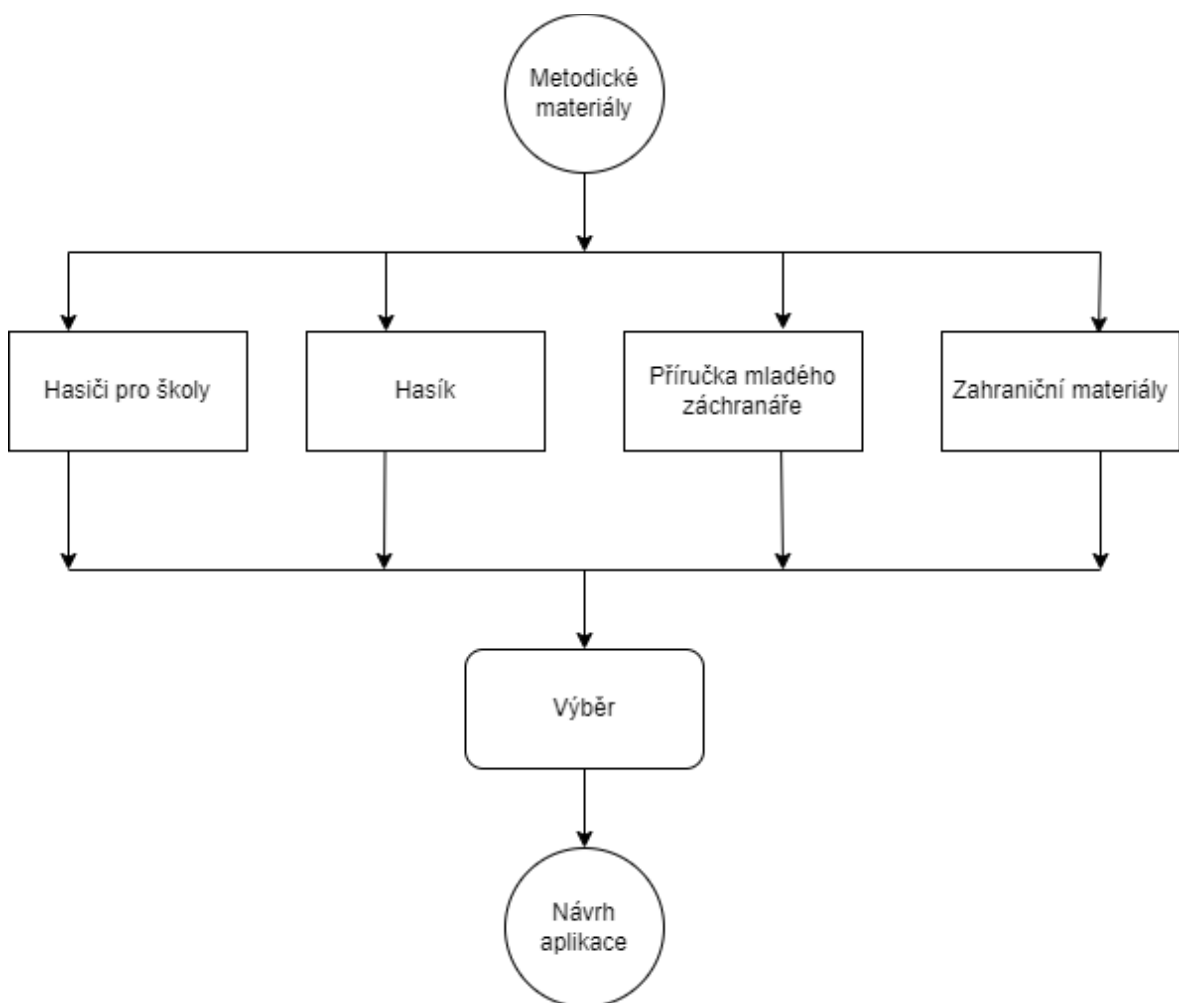 Metodické
materiály
Hasiči pro školy
Hasík
Příručka mladého
záchranáře
Zahraniční materiály
Výběr
Návrh
aplikace